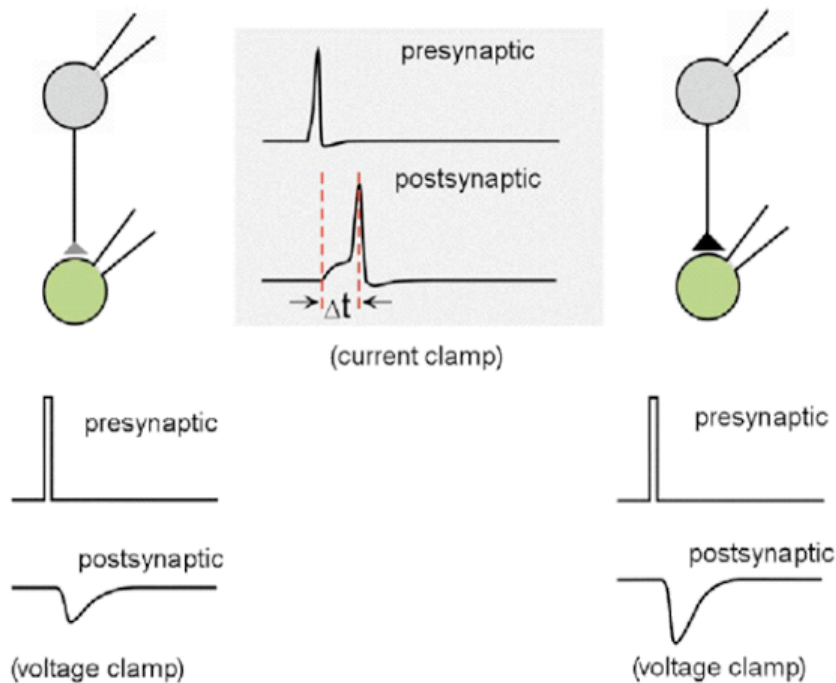 presynaptic
postsynaptic
Δt
(current clamp)
presynaptic
postsynaptic
(voltage clamp)
presynaptic
postsynaptic
(voltage clamp)